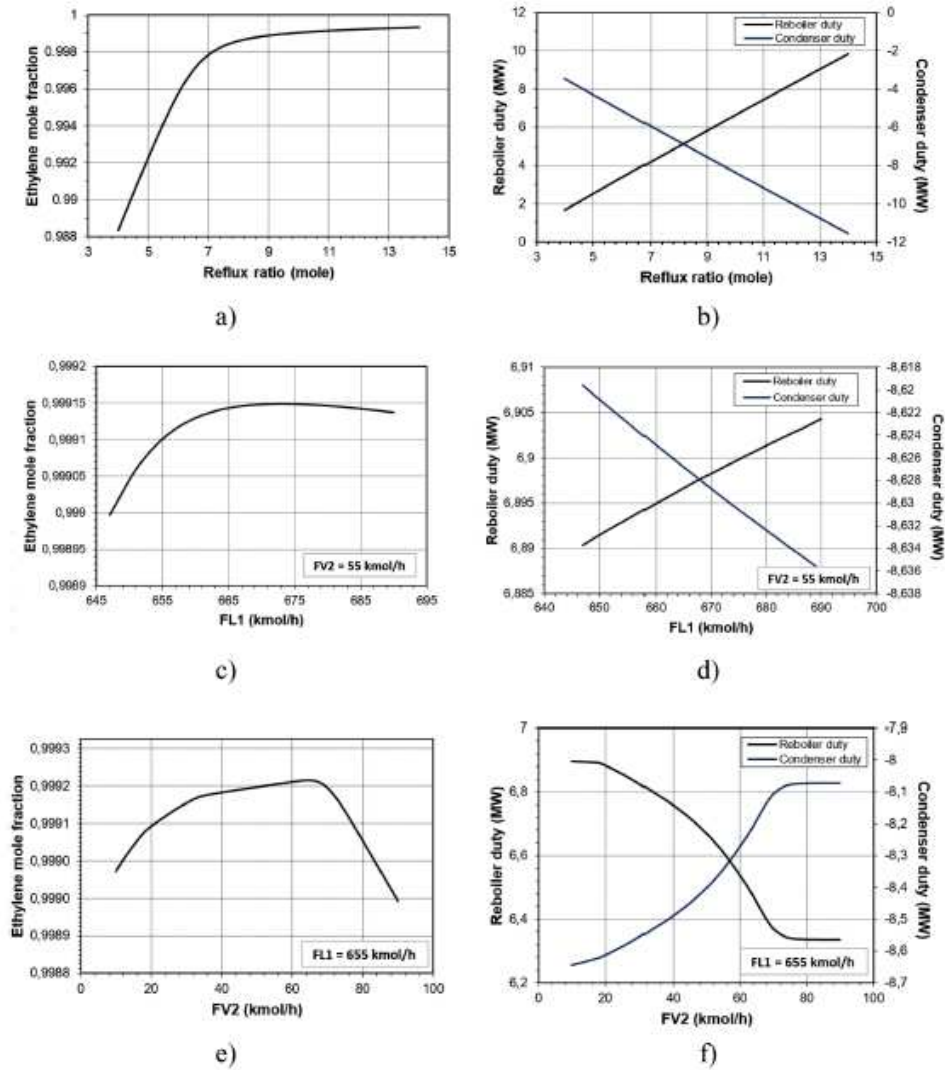 1
0.998
0.996
0.994
0.992
0.99
0.988
3 5 7 9 11 13 15
Ethylene mole fraction
Reflux ratio (mole)
a)
12
10
8
6
4
2
0
0
-2
-4
-6
-8
-10
-12
3 5 7 9 11 13 15
Reboiler duty
Condenser duty
Reboiler duty (MW)
Condenser duty (MW)
Reflux ratio (mole)
b)
0,9992
0,99915
0,9991
0,99905
0,999
0,99895
0,9989
645 655 665 675 685 695
Ethylene mole fraction
FV2 = 55 kmol/h
FL1 (kmol/h)
c)
6,91
6,905
6,9
6,895
6,89
6,885
-8,618
-8,62
-8,622
-8,624
-8,626
-8,628
-8,63
-8,632
-8,634
-8,636
-8,638
640 650 660 670 680 690 700
Reboiler duty
Condenser duty
Reboiler duty (MW)
Condenser duty (MW)
FV2 = 55 kmol/h
FL1 (kmol/h)
d)
0,9993
0,9992
0,9991
0,9990
0,9990
0,9989
0,9988
0 20 40 60 80 100
Ethylene mole fraction
FL1 = 655 kmol/h
FV2 (kmol/h)
e)
7
6,8
6,6
6,4
6,2
-7,9
-8
-8,1
-8,2
-8,3
-8,4
-8,5
-8,6
-8,7
0 20 40 60 80 100
Reboiler duty
Condenser duty
Reboiler duty (MW)
Condenser duty (MW)
FL1 = 655 kmol/h
FV2 (kmol/h)
f)